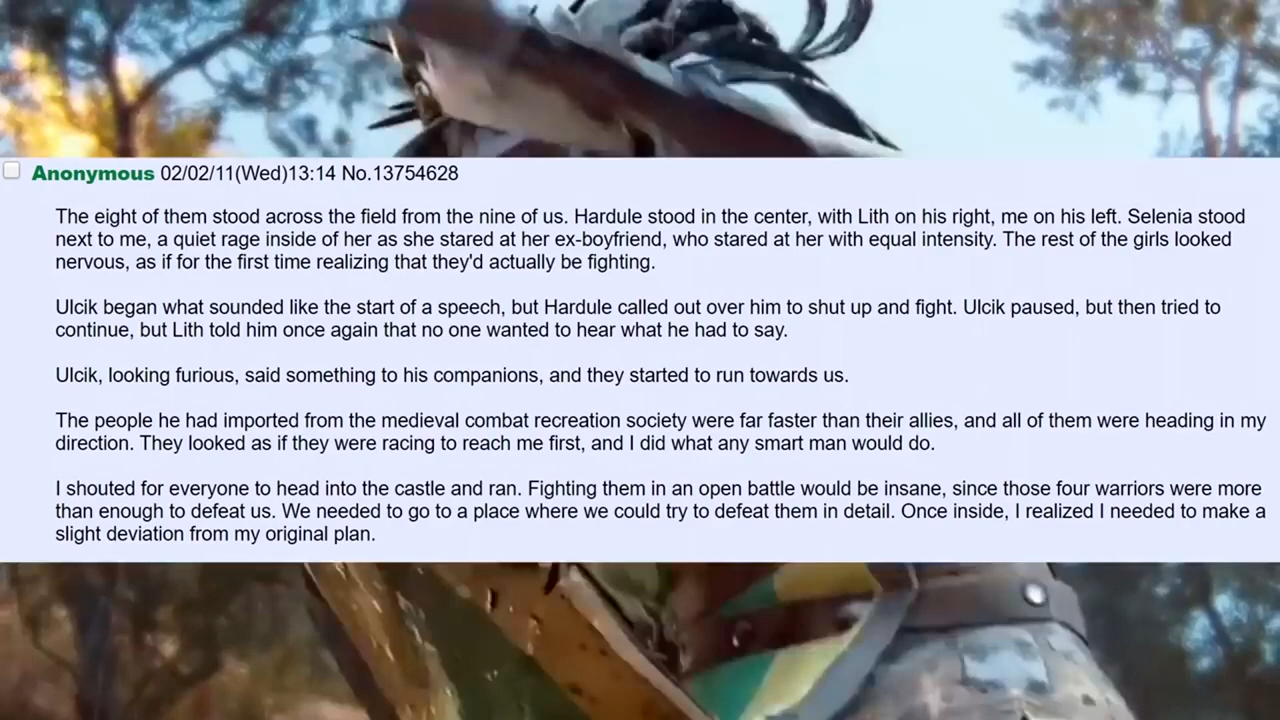 Anonymous 02/02/11(Wed)13:14 No.13754628
The eight of them stood across the field from the nine of us. Hardule stood in the center, with Lith on his right, me on his left. Selenia stood
next to me, a quiet rage inside of her as she stared at her ex-boyfriend, who stared at her with equal intensity. The rest of the girls looked
nervous, as if for the first time realizing that they'd actually be fighting.
Ulcik began what sounded like the start of a speech, but Hardule called out over him to shut up and fight. Ulcik paused, but then tried to
continue, but Lith told him once again that no one wanted to hear what he had to say.
Ulcik, looking furious, said something to his companions, and they started to run towards us.
The people he had imported from the medieval combat recreation society were far faster than their allies, and all of them were heading in my
direction. They looked as if they were racing to reach me first, and I did what any smart man would do.
I shouted for everyone to head into the castle and ran. Fighting them in an open battle would be insane, since those four warriors were more
than enough to defeat us. We needed to go to a place where we could try to defeat them in detail. Once inside, I realized I needed to make a
slight deviation from my original plan.